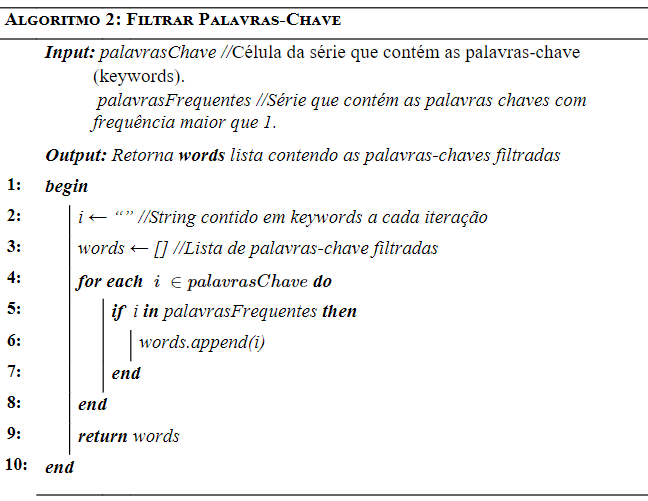 ALGORITMO 2: FILTRAR PALAVRAS-CHAVE
Input: palavrasChave //Célula da série que contém as palavras-chave
(keywords).
palavrasFrequentes //Série que contém as palavras chaves com
frequência maior que 1.
Output: Retorna words lista contendo as palavras-chaves filtradas
1: begin
2: i ← “” //String contido em keywords a cada iteração
3: words ← [] //Lista de palavras-chave filtradas
4: for each i ∈ palavrasChave do
5: if i in palavrasFrequentes then
6: words.append(i)
7: end
8: end
9: return words
10: end